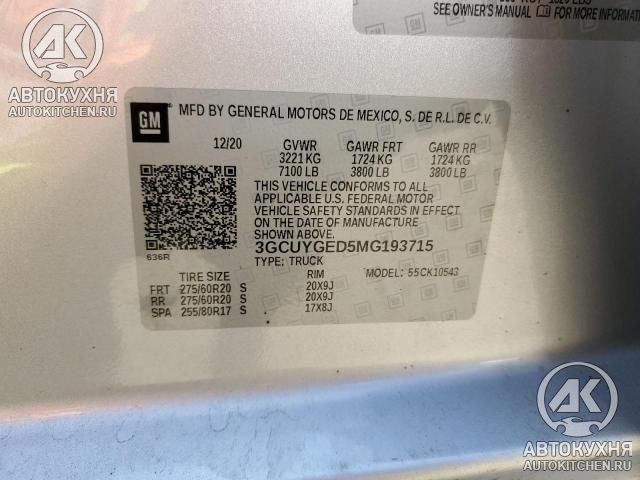 SEE OWNER'S MANUAL FOR MORE INFORMATION
АК
АВТОКУХНЯ
AUTOKITCHEN.RU
GM
MFD BY GENERAL MOTORS DE MEXICO, S. DE R.L. DE C.V.
12/20 GVWR GAWR FRT GAWR RR
3221 KG 1724 KG 1724 KG
7100 LB 3800 LB 3800 LB
THIS VEHICLE CONFORMS TO ALL
APPLICABLE U.S. FEDERAL MOTOR
VEHICLE SAFETY STANDARDS IN EFFECT
ON THE DATE OF MANUFACTURE
SHOWN ABOVE.
3GCUYGED5MG193715
636R
TYPE: TRUCK MODEL: 55CK10543
TIRE SIZE RIM
FRT 275/60R20 S 20X9J
RR 275/60R20 S 20X9J
SPA 255/80R17 S 17X8J
АК
АВТОКУХНЯ
AUTOKITCHEN.RU